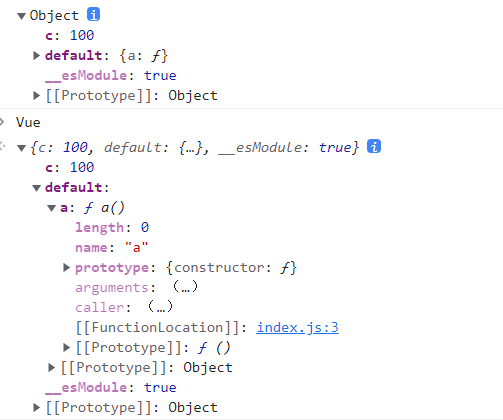 Object i
c: 100
default: {a: ƒ}
__esModule: true
[[Prototype]]: Object
Vue
{c: 100, default: {…}, __esModule: true} i
c: 100
default:
a: ƒ a()
length: 0
name: "a"
prototype: {constructor: ƒ}
arguments: (…)
caller: (…)
[[FunctionLocation]]: index.js:3
[[Prototype]]: ƒ ()
[[Prototype]]: Object
__esModule: true
[[Prototype]]: Object